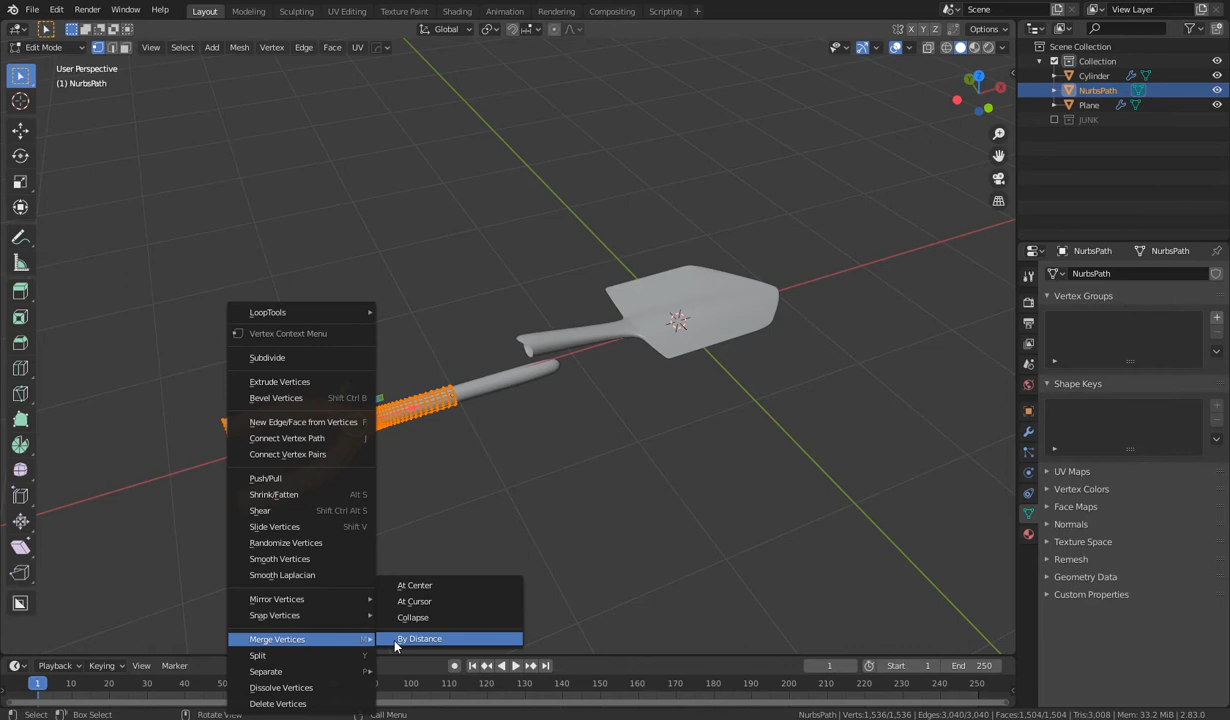 File Edit Render Window Help Layout Modeling Sculpting UV Editing Texture Paint Shading Animation Rendering Compositing Scripting + Scene View Layer
Global X Y Z Options
Edit Mode View Select Add Mesh Vertex Edge Face UV
User Perspective
(1) NurbsPath
Scene Collection
Collection
Cylinder
NurbsPath
Plane
JUNK
Z
Y
X
NurbsPath NurbsPath
NurbsPath
Vertex Groups
Shape Keys
UV Maps
Vertex Colors
Face Maps
Normals
Texture Space
Remesh
Geometry Data
Custom Properties
LoopTools
Vertex Context Menu
Subdivide
Extrude Vertices
Bevel Vertices Shift Ctrl B
New Edge/Face from Vertices F
Connect Vertex Path J
Connect Vertex Pairs
Push/Pull
Shrink/Fatten Alt S
Shear Shift Ctrl Alt S
Slide Vertices Shift V
Randomize Vertices
Smooth Vertices
Smooth Laplacian
Mirror Vertices
Snap Vertices
Merge Vertices M
Split Y
Separate P
Dissolve Vertices
Delete Vertices
At Center
At Cursor
Collapse
By Distance
Playback Keying View Marker 1 Start 1 End 250
1 10 90 100 110 120 130 140 150 160 170 180 190 200 210 220 230 240 250
Select Box Select Rotate View Call Menu NurbsPath | Verts:1,536/1,536 | Edges:3,040/3,040 | Faces:1,504/1,504 | Tris:3,008 | Mem: 33.2 MiB | 2.83.0